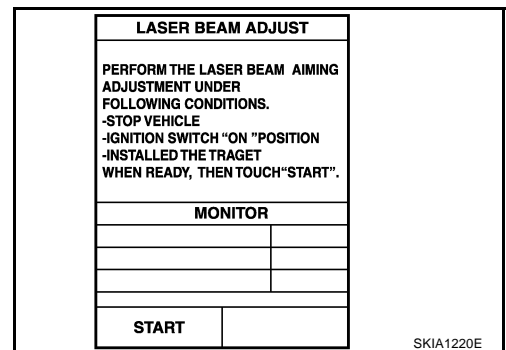 LASER BEAM ADJUST
PERFORM THE LASER BEAM AIMING
ADJUSTMENT UNDER
FOLLOWING CONDITIONS.
-STOP VEHICLE
-IGNITION SWITCH “ON ”POSITION
-INSTALLED THE TRAGET
WHEN READY, THEN TOUCH“START”.
MONITOR
START
SKIA1220E